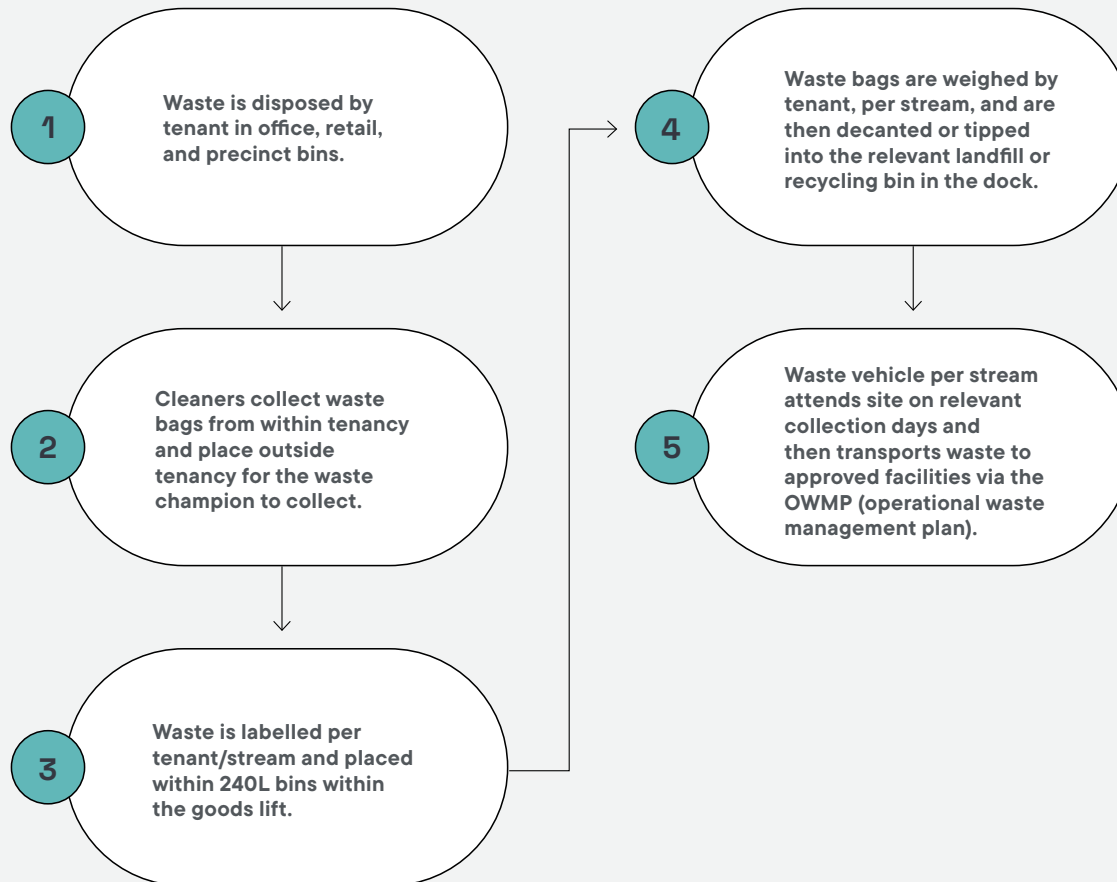 1
Waste is disposed by
tenant in office, retail,
and precinct bins.
2
Cleaners collect waste
bags from within tenancy
and place outside
tenancy for the waste
champion to collect.
3
Waste is labelled per
tenant/stream and placed
within 240L bins within
the goods lift.
4
Waste bags are weighed by
tenant, per stream, and are
then decanted or tipped
into the relevant landfill or
recycling bin in the dock.
5
Waste vehicle per stream
attends site on relevant
collection days and
then transports waste to
approved facilities via the
OWMP (operational waste
management plan).